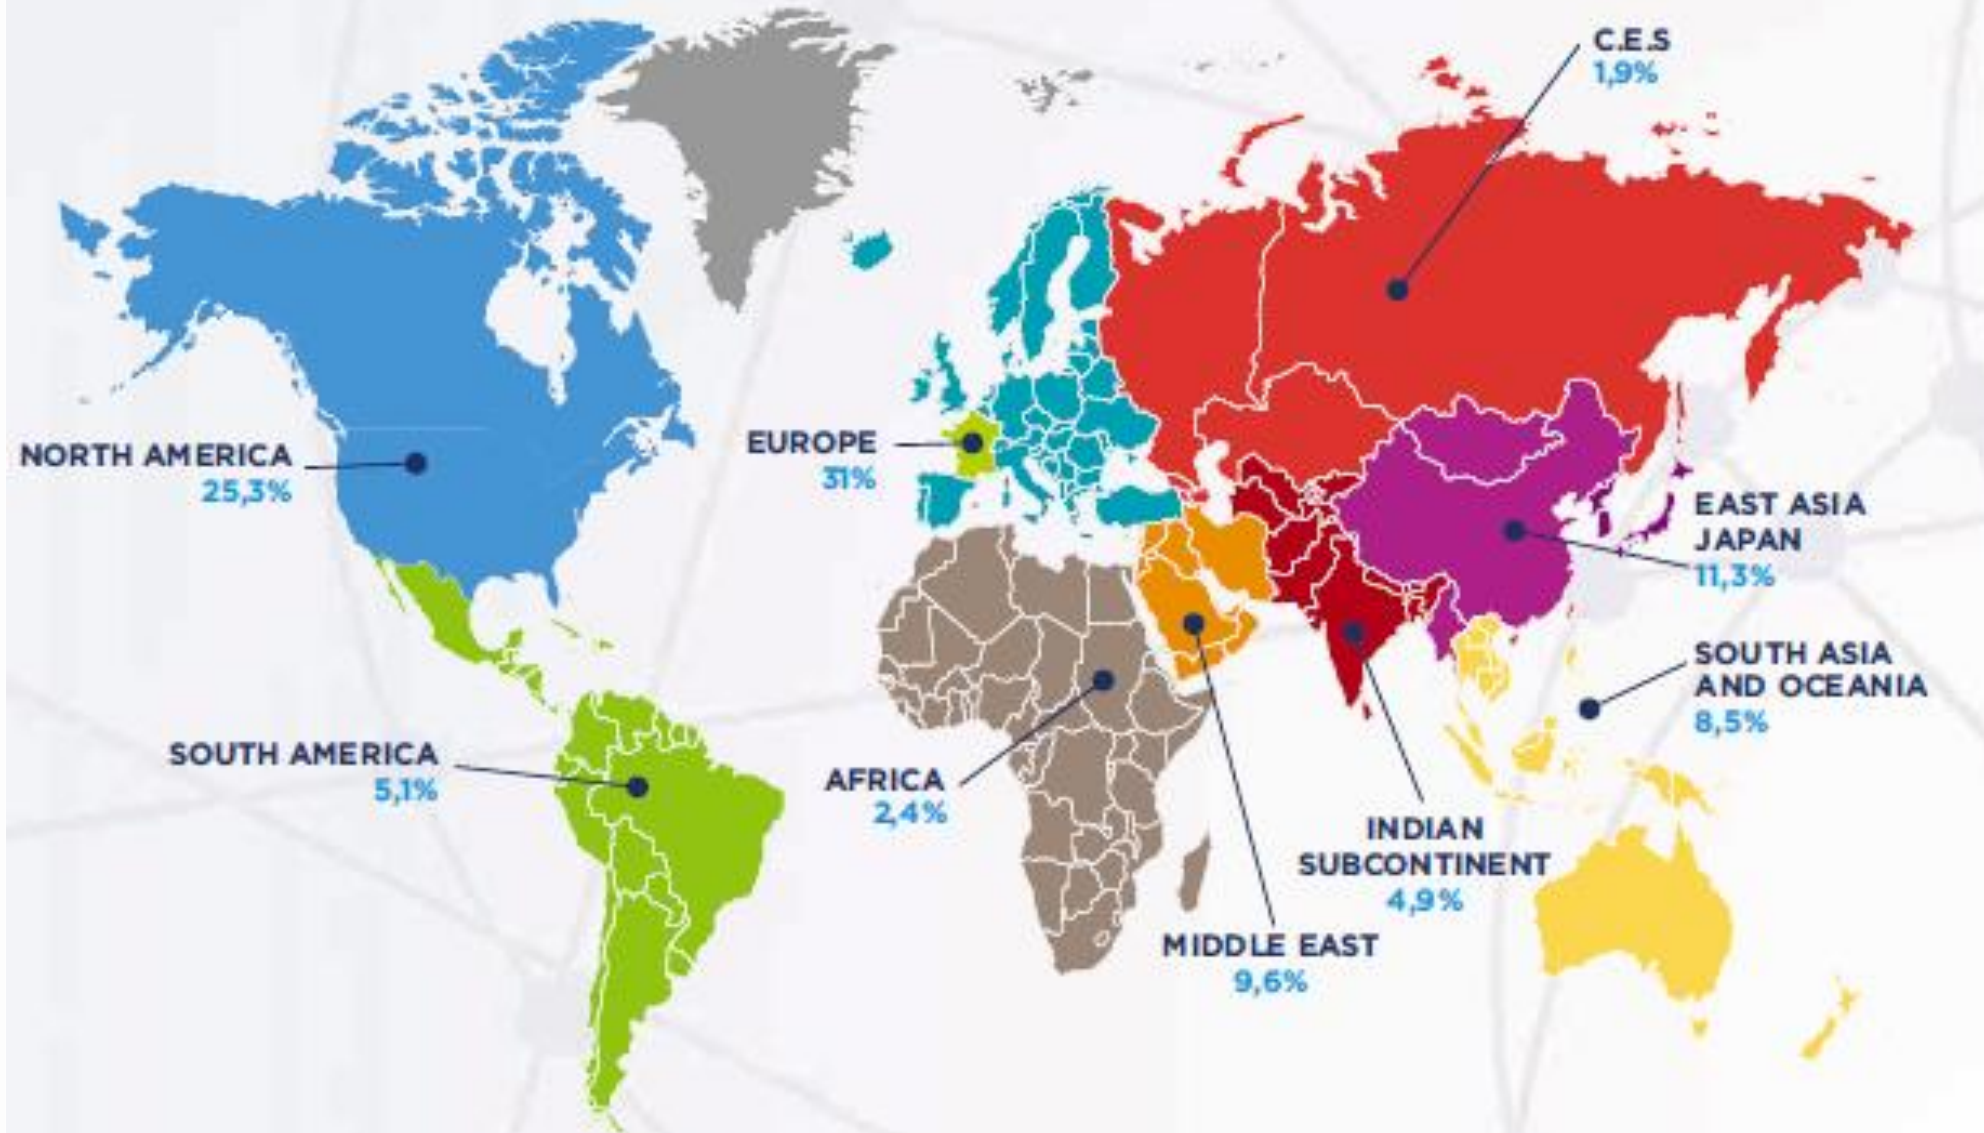 C.E.S
1,9%
NORTH AMERICA
25,3%
EUROPE
31%
EAST ASIA
JAPAN
11,3%
SOUTH ASIA
AND OCEANIA
8,5%
SOUTH AMERICA
5,1%
AFRICA
2,4%
INDIAN
SUBCONTINENT
4,9%
MIDDLE EAST
9,6%